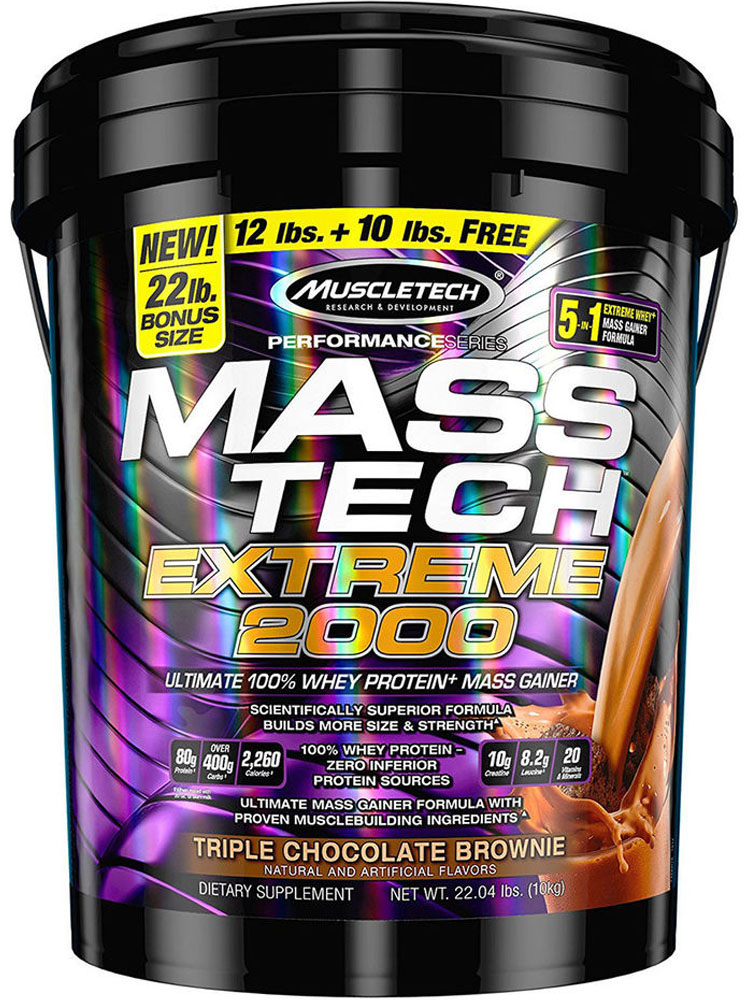 NEW!
22lb.
BONUS
SIZE
12 lbs. + 10 lbs. FREE
MUSCLETECH®
RESEARCH & DEVELOPMENT
5-IN-1
EXTREME WHEY+
MASS GAINER
FORMULA
PERFORMANCESERIES
MASS
TECH™
EXTREME
2000
ULTIMATE 100% WHEY PROTEIN+ MASS GAINER
SCIENTIFICALLY SUPERIOR FORMULA
BUILDS MORE SIZE & STRENGTH▲
80g
Protein
OVER
400g
Carbs
2,260
Calories
100% WHEY PROTEIN –
ZERO INFERIOR
PROTEIN SOURCES
10g
Creatine
8.2g
Leucine
20
Vitamins
& Minerals
ULTIMATE MASS GAINER FORMULA WITH
PROVEN MUSCLEBUILDING INGREDIENTS▲
TRIPLE CHOCOLATE BROWNIE
NATURAL AND ARTIFICIAL FLAVORS
DIETARY SUPPLEMENT NET WT. 22.04 lbs. (10kg)